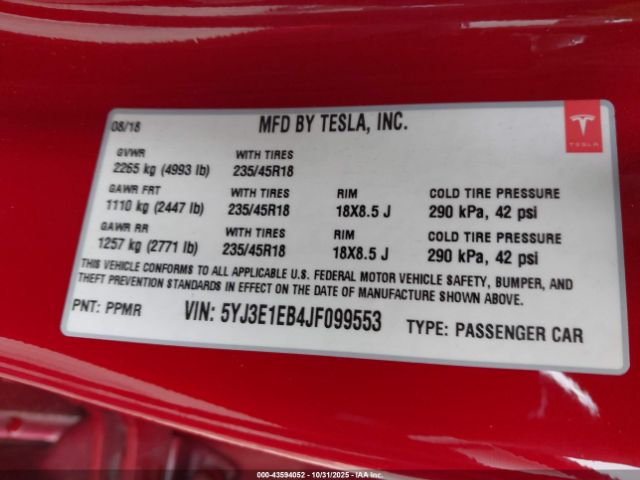 08/18 MFD BY TESLA, INC.
TESLA
GVWR WITH TIRES
2265 kg (4993 lb) 235/45R18
GAWR FRT WITH TIRES RIM COLD TIRE PRESSURE
1110 kg (2447 lb) 235/45R18 18X8.5 J 290 kPa, 42 psi
GAWR RR WITH TIRES RIM COLD TIRE PRESSURE
1257 kg (2771 lb) 235/45R18 18X8.5 J 290 kPa, 42 psi
THIS VEHICLE CONFORMS TO ALL APPLICABLE U.S. FEDERAL MOTOR VEHICLE SAFETY, BUMPER, AND
THEFT PREVENTION STANDARDS IN EFFECT ON THE DATE OF MANUFACTURE SHOWN ABOVE.
PNT: PPMR VIN: 5YJ3E1EB4JF099553 TYPE: PASSENGER CAR
© IAA-43594052 - 10/31/2025 - IAAI.COM